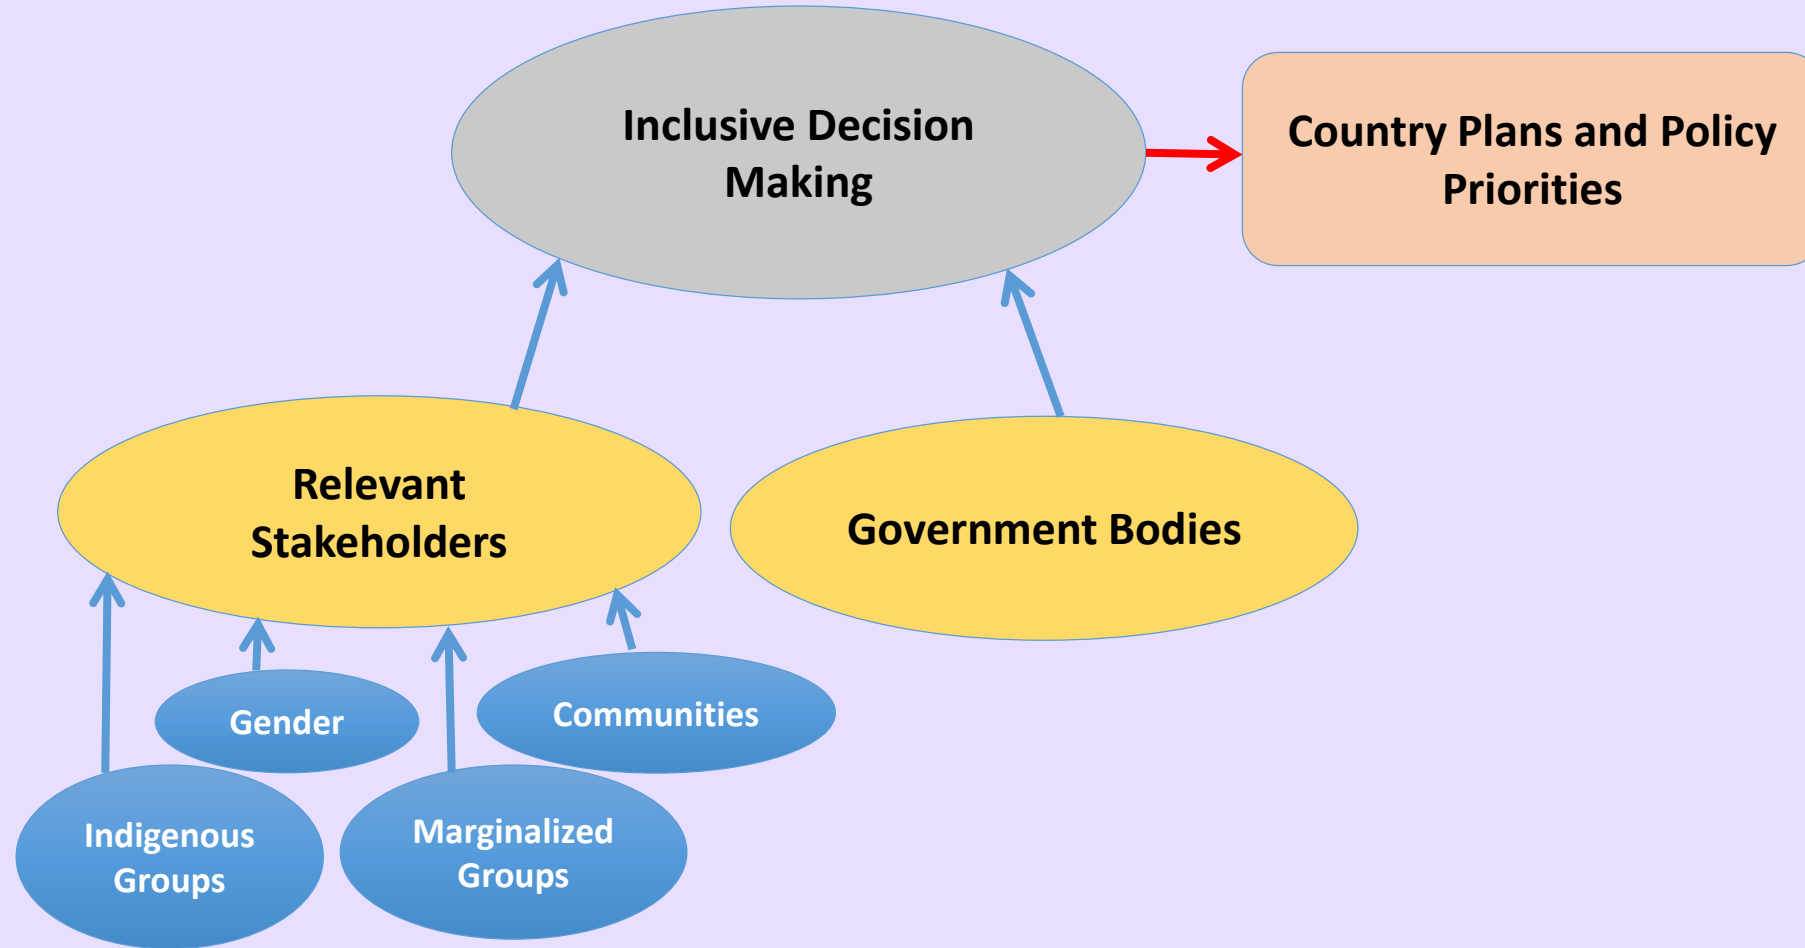 Inclusive Decision
Making
Country Plans and Policy
Priorities
Relevant
Stakeholders
Government Bodies
Gender
Communities
Indigenous
Groups
Marginalized
Groups